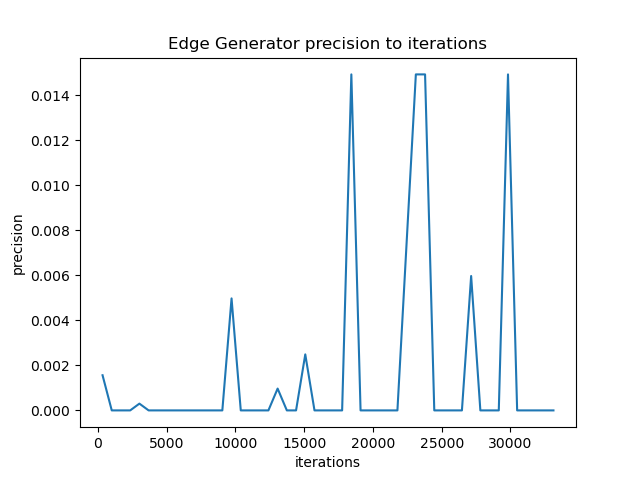 Edge Generator precision to iterations
0.014
0.012
0.010
0.008
0.006
0.004
0.002
0.000
precision
0 5000 10000 15000 20000 25000 30000
iterations